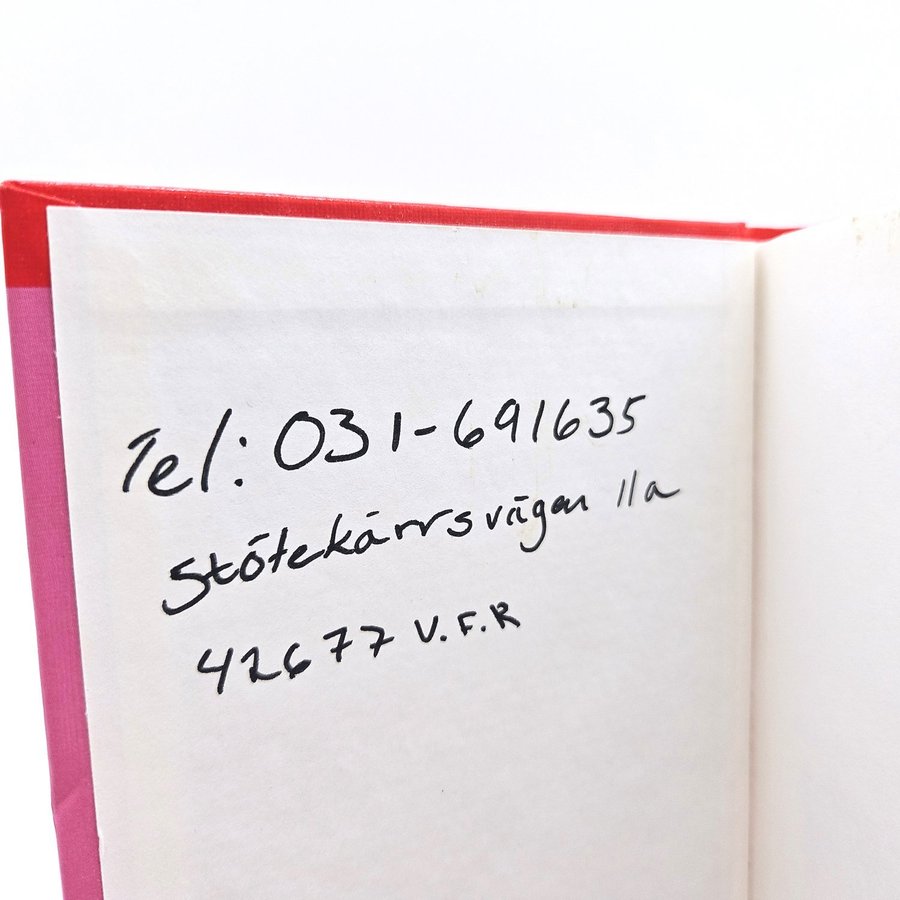 Tel: 031-691635
Stötekärrsvägen 11a
42677 V.F.R